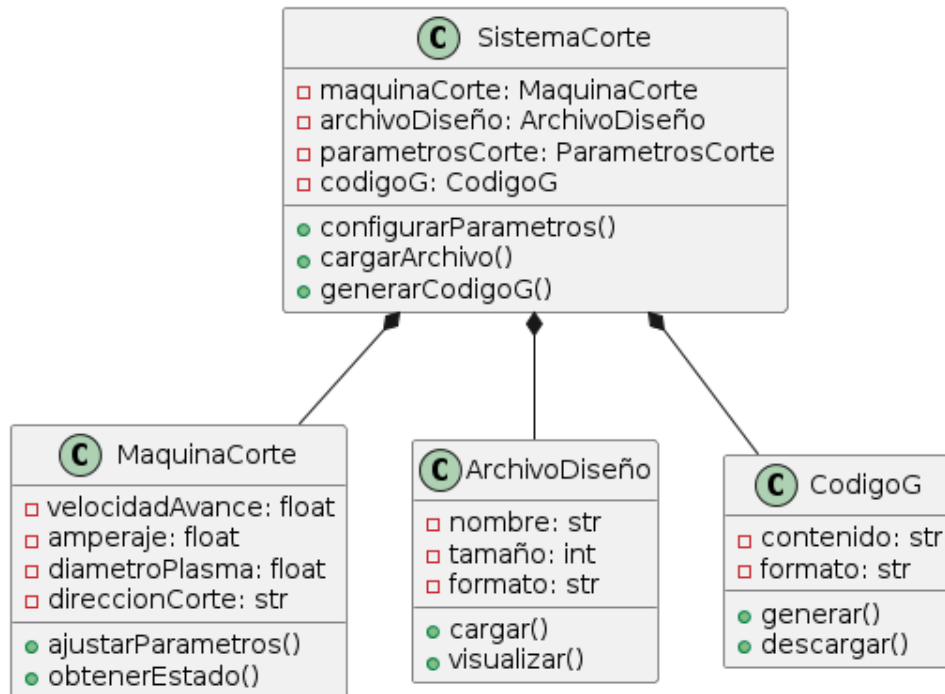 C SistemaCorte
maquinaCorte: MaquinaCorte
archivoDiseño: ArchivoDiseño
parametrosCorte: ParametrosCorte
codigoG: CodigoG
configurarParametros()
cargarArchivo()
generarCodigoG()
C MaquinaCorte
velocidadAvance: float
amperaje: float
diametroPlasma: float
direccionCorte: str
ajustarParametros()
obtenerEstado()
C ArchivoDiseño
nombre: str
tamaño: int
formato: str
cargar()
visualizar()
C CodigoG
contenido: str
formato: str
generar()
descargar()